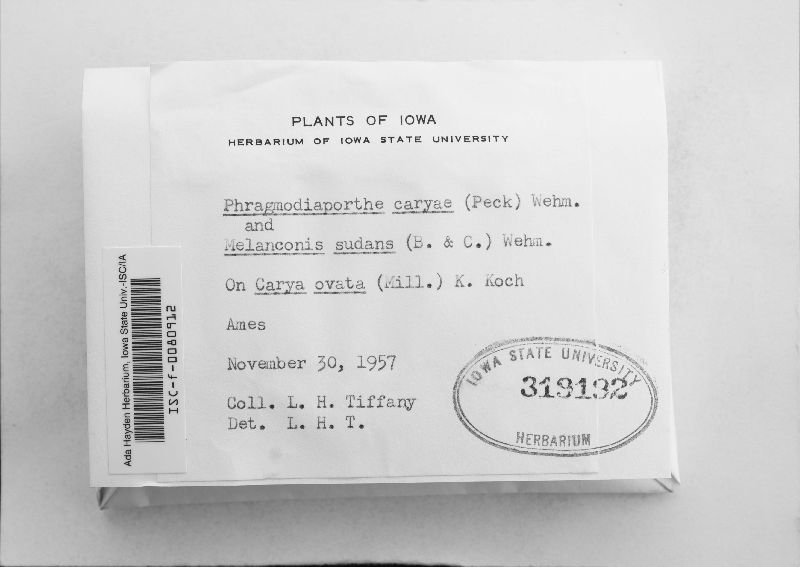 PLANTS OF IOWA
HERBARIUM OF IOWA STATE UNIVERSITY
Phragmodiaporthe caryae (Peck) Wehm.
and
Melanconis sudans (B. & C.) Wehm.
On Carya ovata (Mill.) K. Koch
Ames
November 30, 1957
Coll. L. H. Tiffany
Det. L. H. T.
IOWA STATE UNIVERSITY
319192
HERBARIUM
Ada Hayden Herbarium, Iowa State Univ.-ISC/IA
ISC-f-0080912